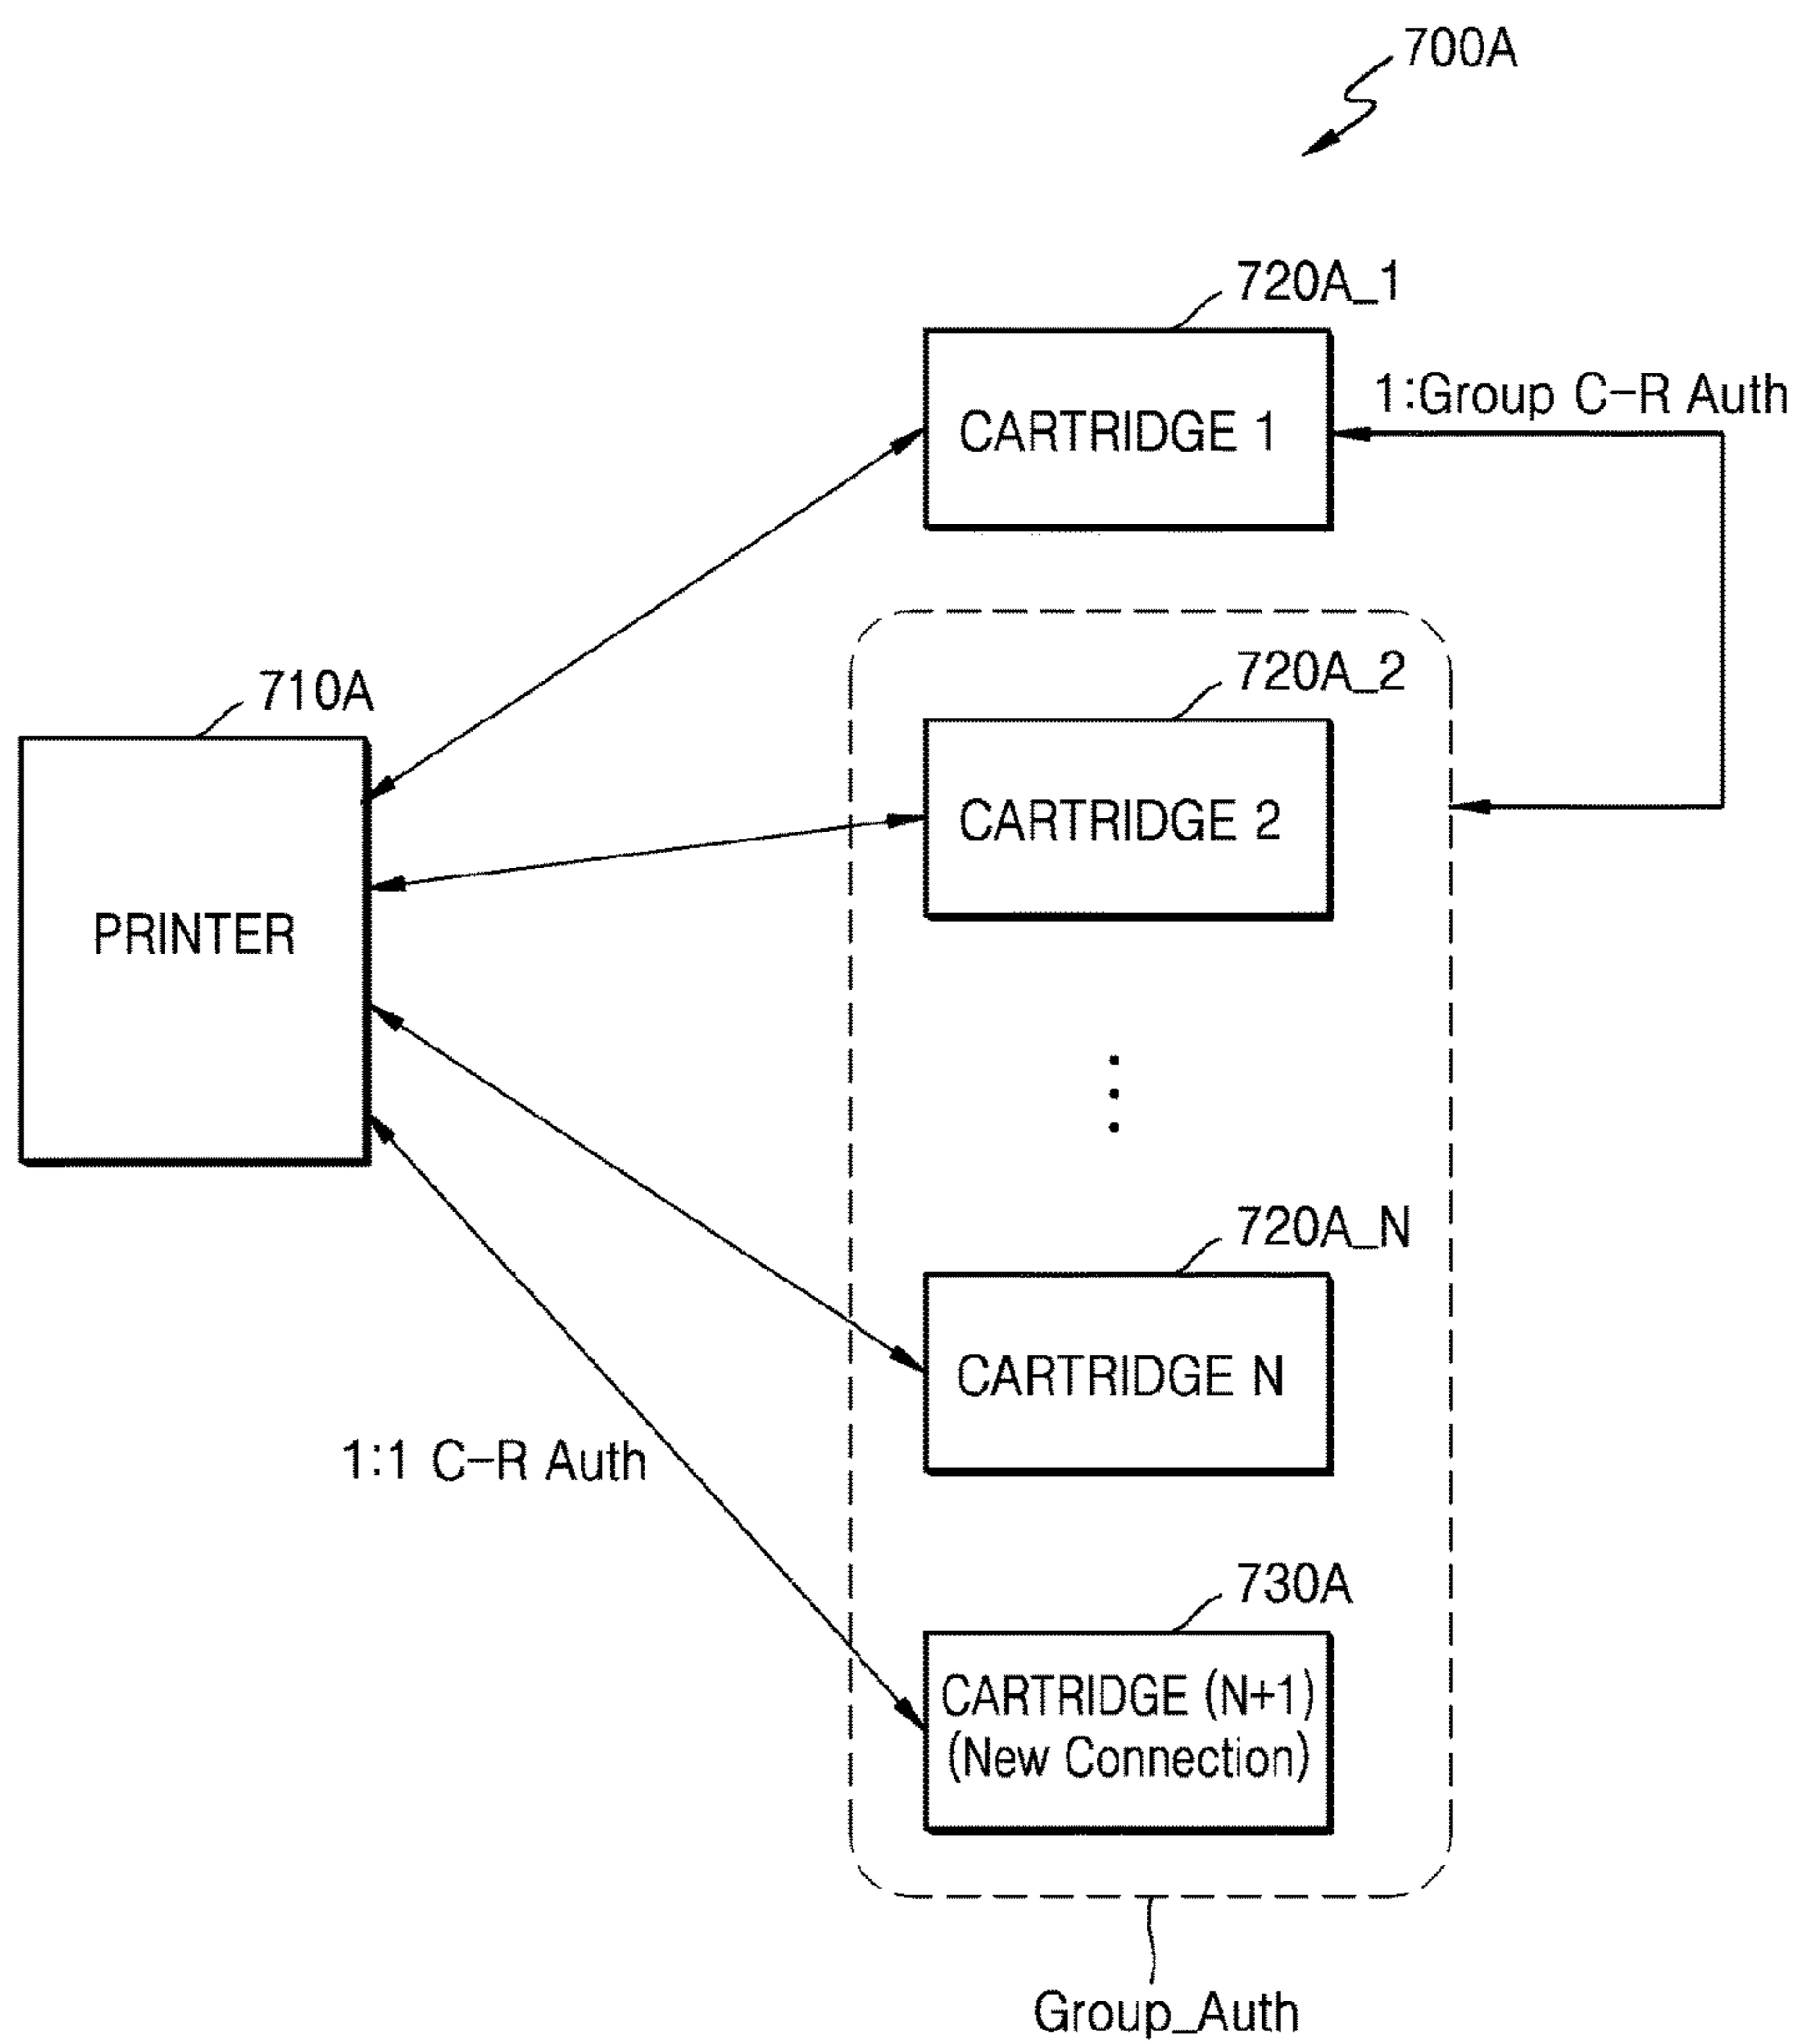 700A
720A_1
CARTRIDGE 1
1:Group C-R Auth
710A
PRINTER
720A_2
CARTRIDGE 2
720A_N
CARTRIDGE N
1:1 C-R Auth
730A
CARTRIDGE (N+1)
(New Connection)
Group_Auth